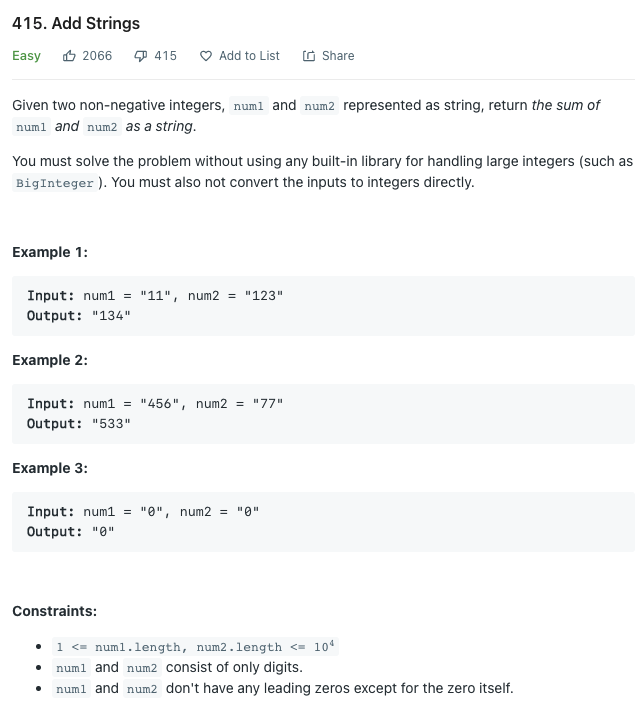 415. Add Strings
Easy 2066 415 Add to List Share
Given two non-negative integers, num1 and num2 represented as string, return the sum of
num1 and num2 as a string.
You must solve the problem without using any built-in library for handling large integers (such as
BigInteger ). You must also not convert the inputs to integers directly.
Example 1:
Input: num1 = "11", num2 = "123"
Output: "134"
Example 2:
Input: num1 = "456", num2 = "77"
Output: "533"
Example 3:
Input: num1 = "0", num2 = "0"
Output: "0"
Constraints:
• 1 <= num1.length, num2.length <= 10⁴
• num1 and num2 consist of only digits.
• num1 and num2 don't have any leading zeros except for the zero itself.